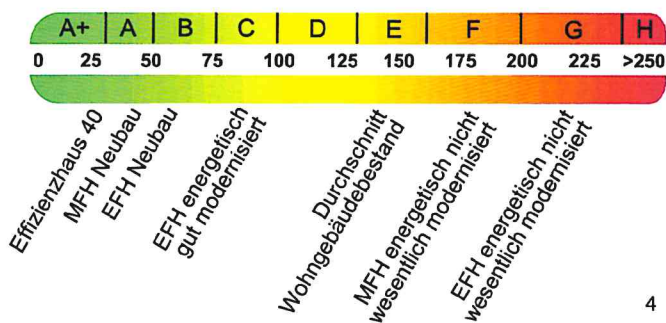 A+ A B C D E F G H
0 25 50 75 100 125 150 175 200 225 >250
Effizienzhaus 40
MFH Neubau
EFH Neubau
EFH energetisch
gut modernisiert
Durchschnitt
Wohngebäudebestand
MFH energetisch nicht
wesentlich modernisiert
EFH energetisch nicht
wesentlich modernisiert
4